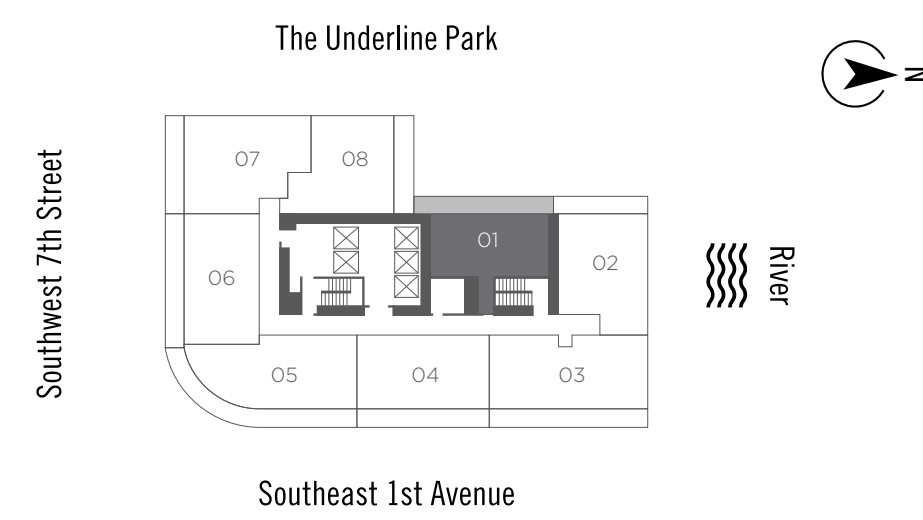 The Underline Park
N
Southwest 7th Street
07
08
01
02
06
River
05
04
03
Southeast 1st Avenue